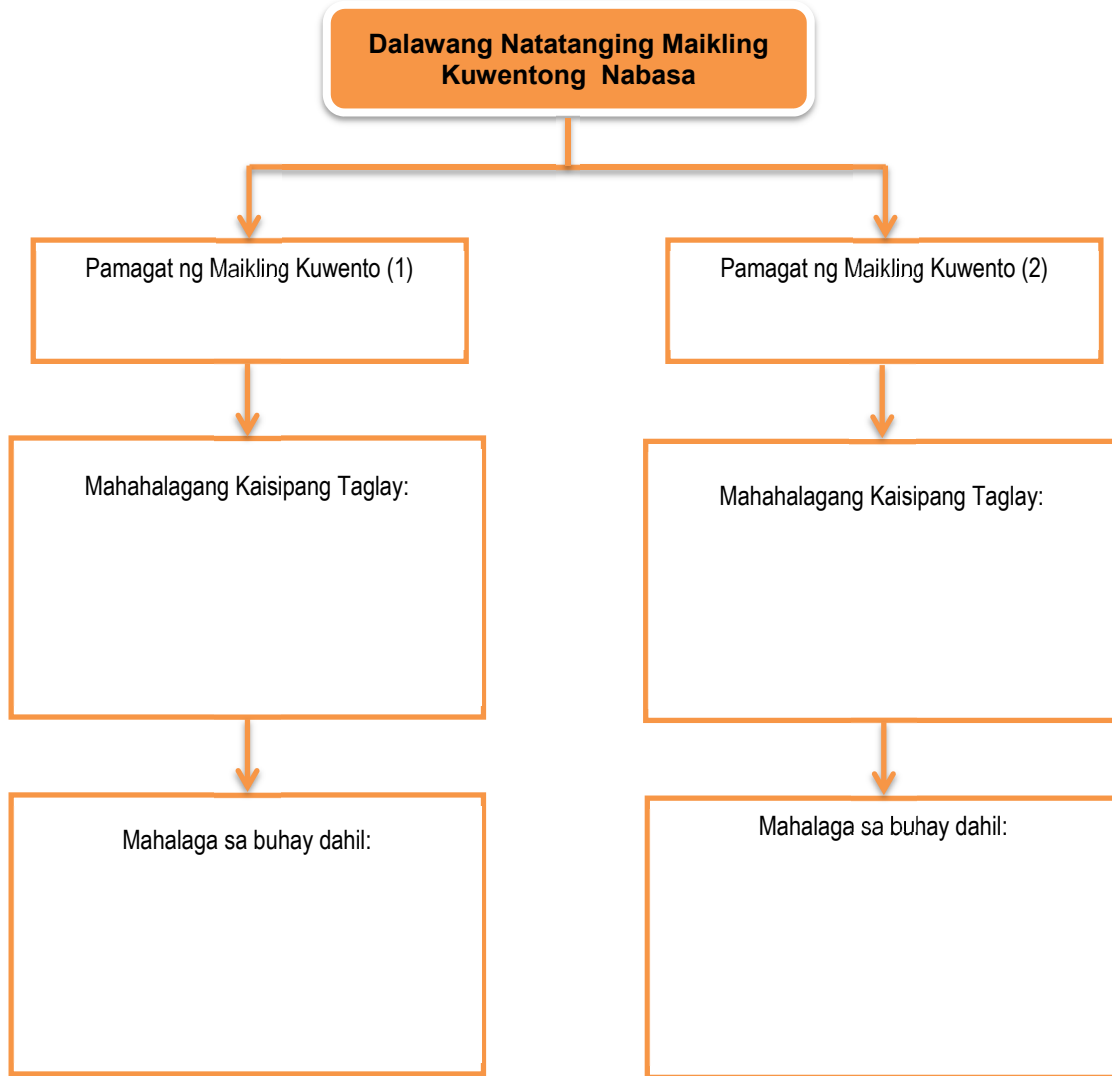 Dalawang Natatanging Maikling
Kuwentong Nabasa
Pamagat ng Maikling Kuwento (1)
Pamagat ng Maikling Kuwento (2)
Mahahalagang Kaisipang Taglay:
Mahahalagang Kaisipang Taglay:
Mahalaga sa buhay dahil:
Mahalaga sa buhay dahil: